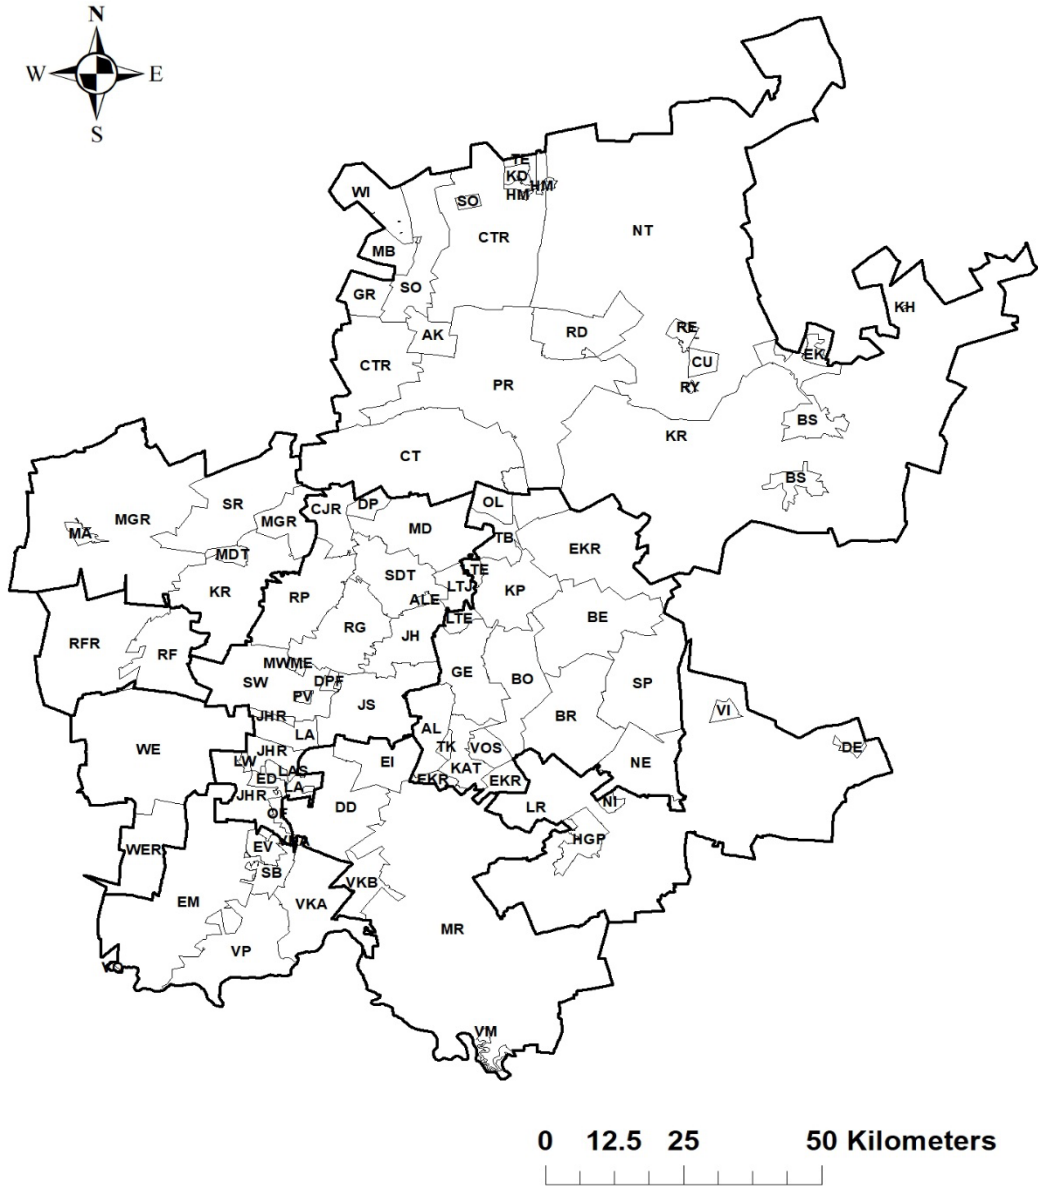 N
W E
S
TE
KD
HM
HM
WI
SO
CTR
NT
MB
SO
GR
KH
AK
RD
RE
EK
CTR
CU
PR
RY
BS
KR
CT
BS
SR
OL
DP
CJR
MGR
MGR
MD
MA
TB
EKR
MDT
LTE
SDT
LTJ
KP
KR
RP
ALE
LTE
BE
RG
JH
RFR
RF
MW ME
GE
BO
SW
DPF
SP
PV
JS
VI
JHR
BR
AL
LA
TK
VOS
DE
WE
JHR
EI
NE
LW
LAS
KAT
ED
EKR
EKR
LA
JHR
NI
DD
LR
OF
HGP
WER
EV
SB
VKB
EM
VKA
MR
VP
VM
0 12.5 25 50 Kilometers